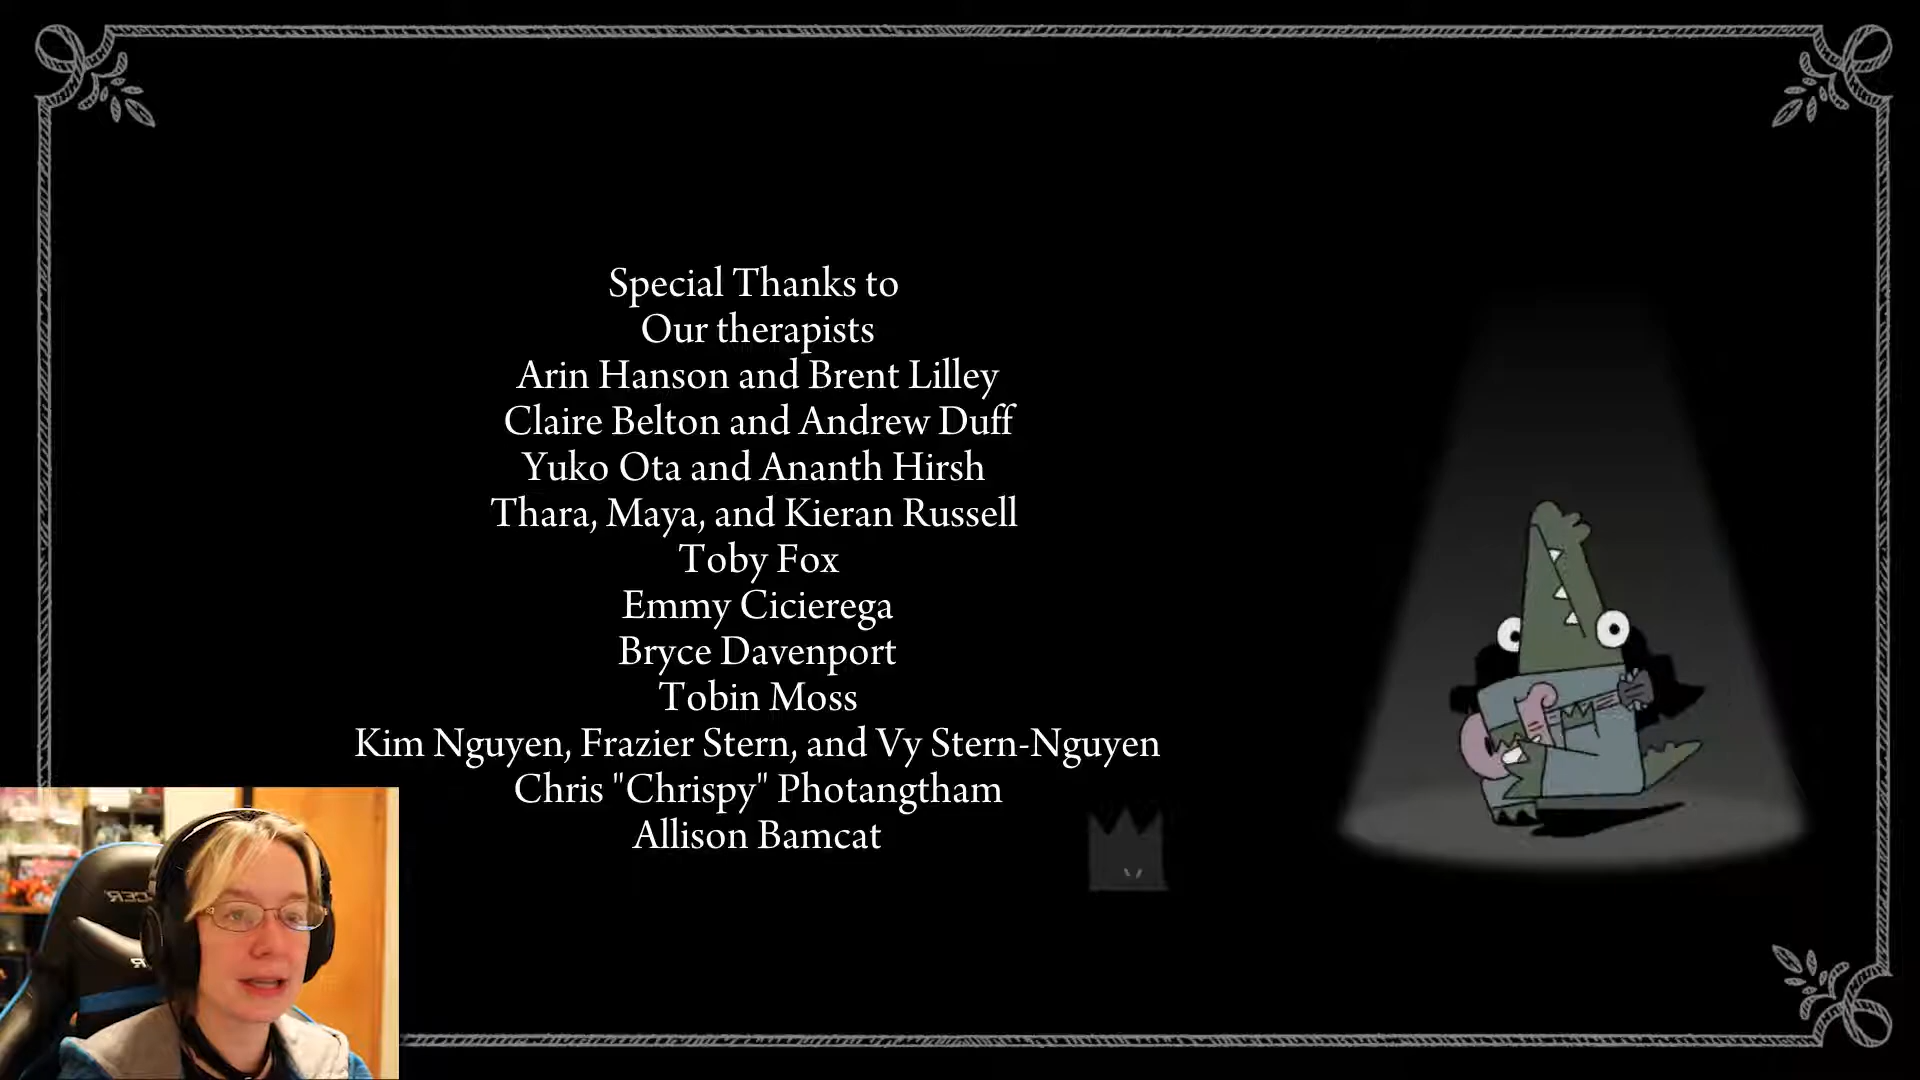 Special Thanks to
Our therapists
Arin Hanson and Brent Lilley
Claire Belton and Andrew Duff
Yuko Ota and Ananth Hirsh
Thara, Maya, and Kieran Russell
Toby Fox
Emmy Cicierega
Bryce Davenport
Tobin Moss
Kim Nguyen, Frazier Stern, and Vy Stern-Nguyen
Chris "Chrispy" Photangtham
Allison Bamcat